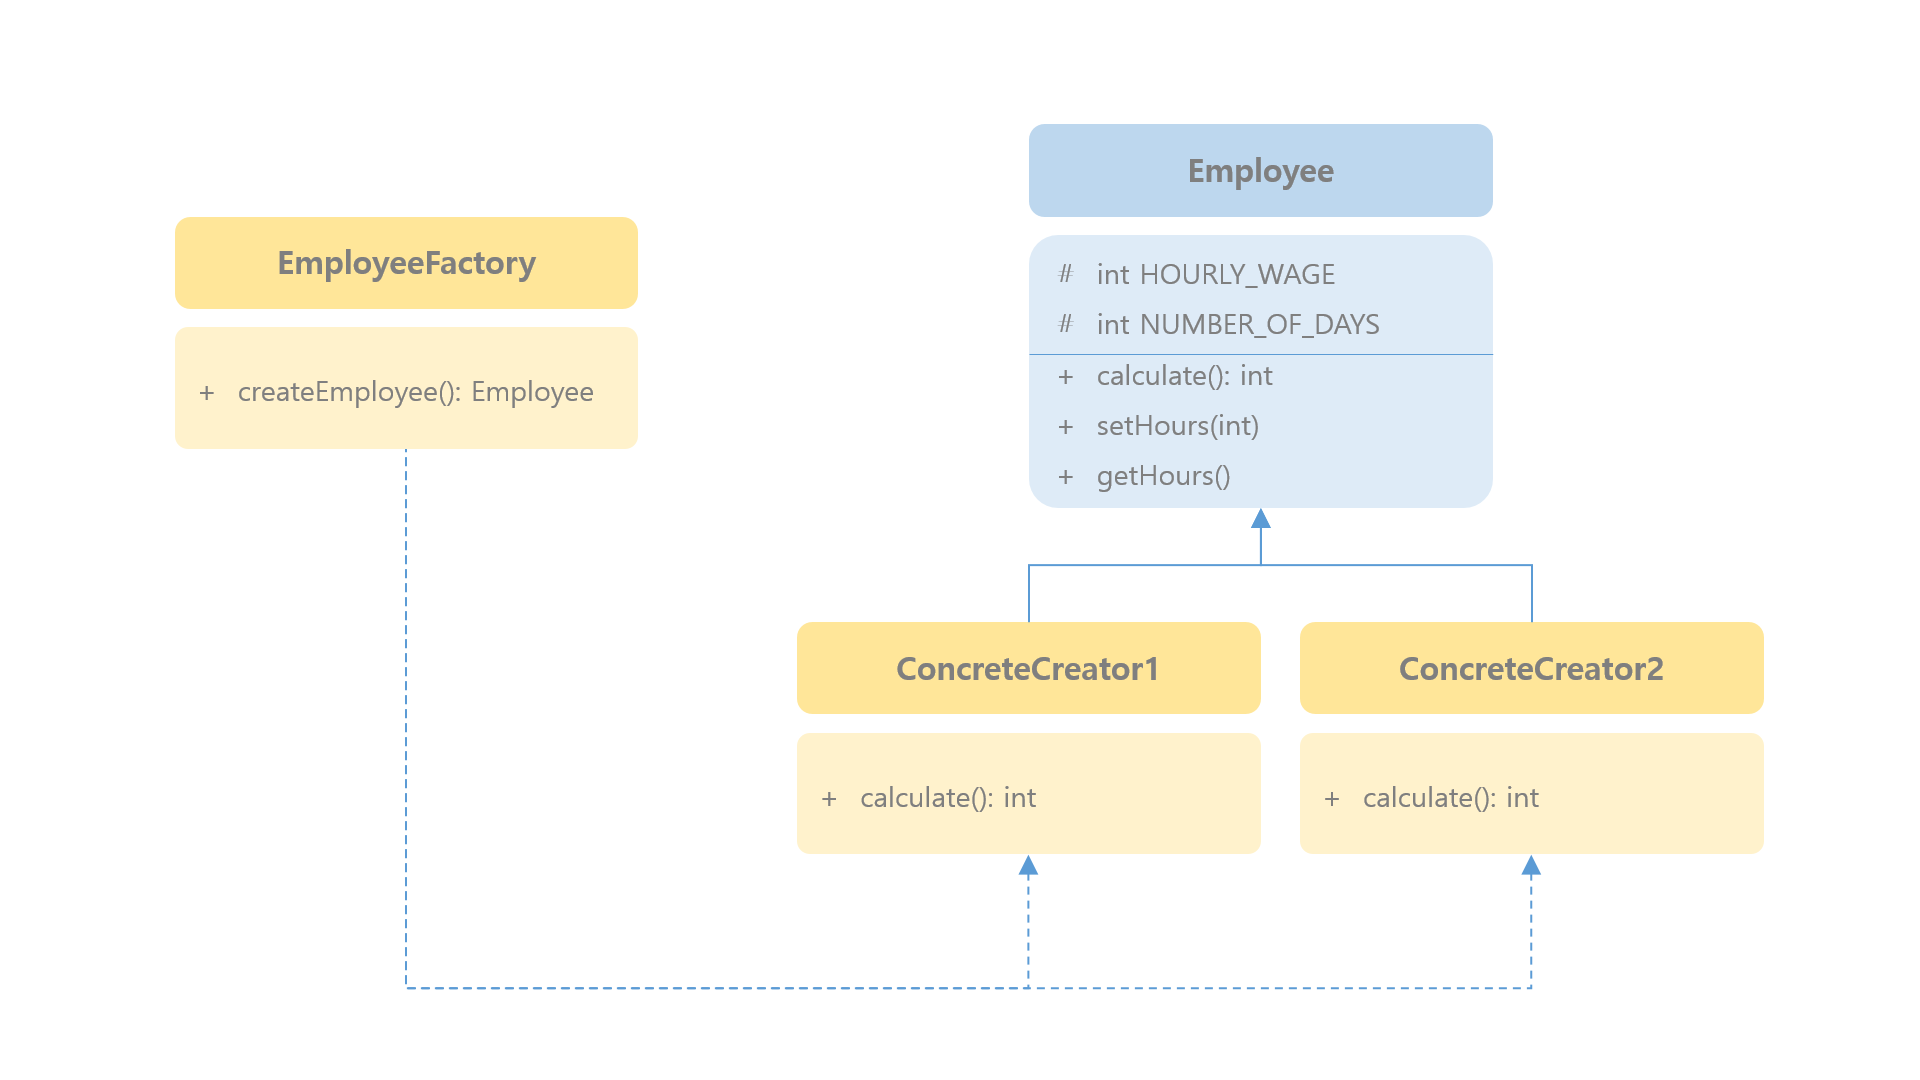 Employee
EmployeeFactory
# int HOURLY_WAGE
# int NUMBER_OF_DAYS
+ createEmployee(): Employee
+ calculate(): int
+ setHours(int)
+ getHours()
ConcreteCreator1
ConcreteCreator2
+ calculate(): int
+ calculate(): int